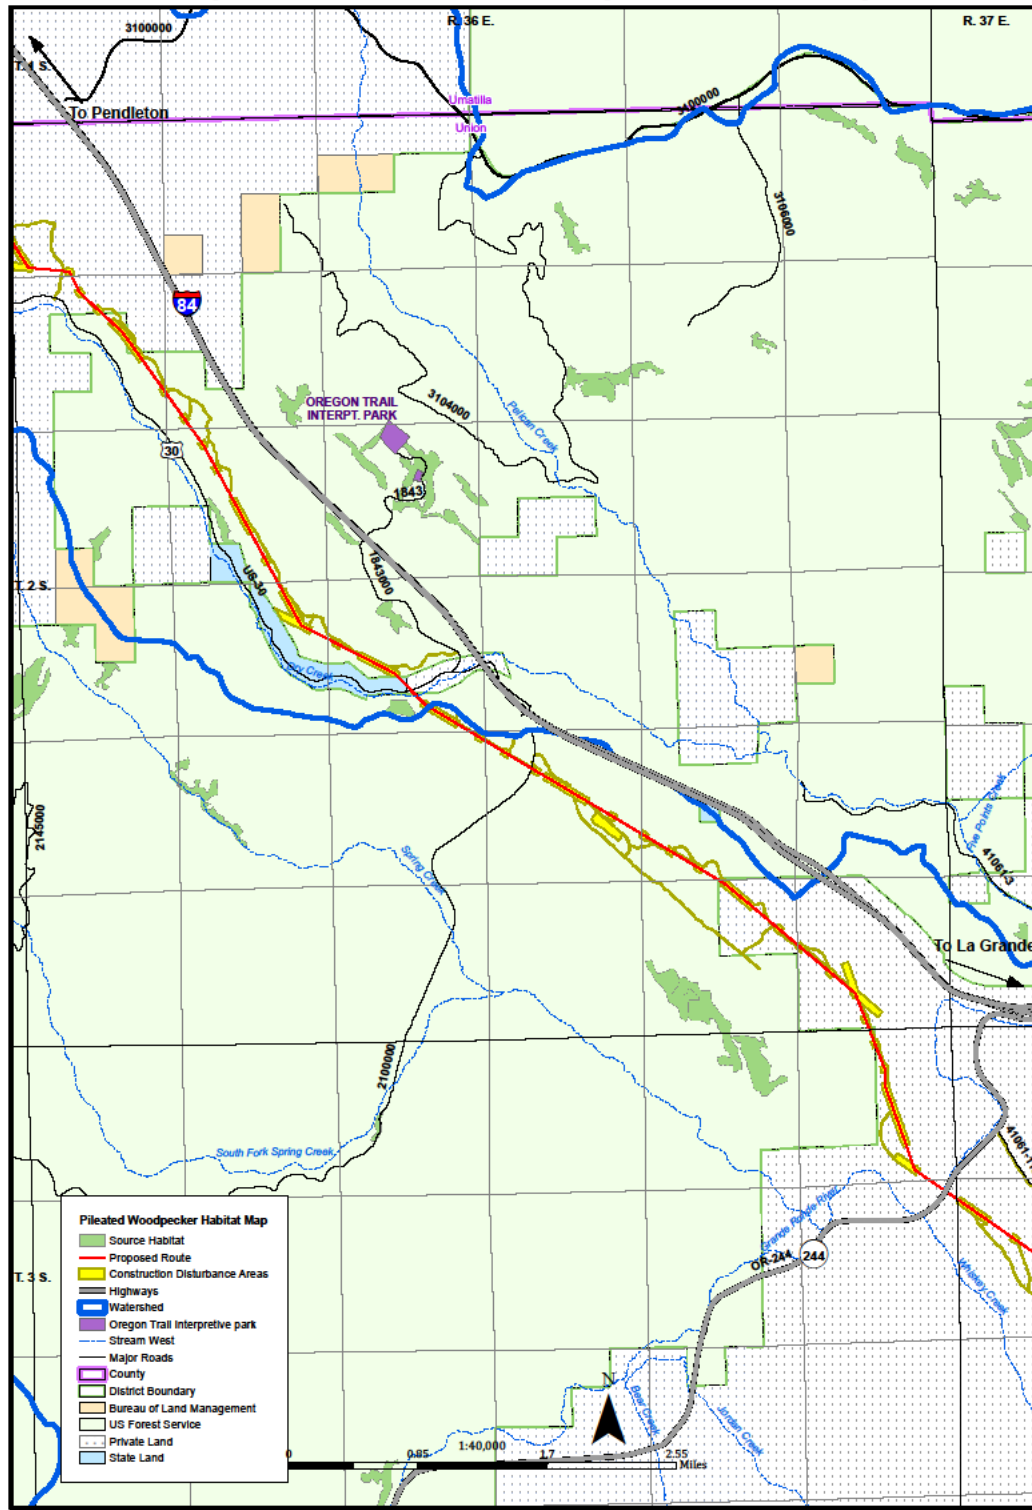 R. 36 E.
R. 37 E.
3100000
T. 1 S.
To Pendleton
Umatilla
Union
3100000
3106000
84
OREGON TRAIL
INTERPT. PARK
3104000
Pelican Creek
30
1843
1843000
US-30
T. 2 S.
Creek
2145000
Spring Creek
Five Points Creek
41061-3
To La Grande
2100000
South Fork Spring Creek
41061-1
Grande Ronde River
OR-244
244
Whiskey Creek
Pileated Woodpecker Habitat Map
Source Habitat
Proposed Route
Construction Disturbance Areas
Highways
Watershed
Oregon Trail Interpretive park
Stream West
Major Roads
County
District Boundary
Bureau of Land Management
US Forest Service
Private Land
State Land
T. 3 S.
N
Bear Creek
Jordan Creek
1:40,000
0
0.85
1.7
2.55
Miles